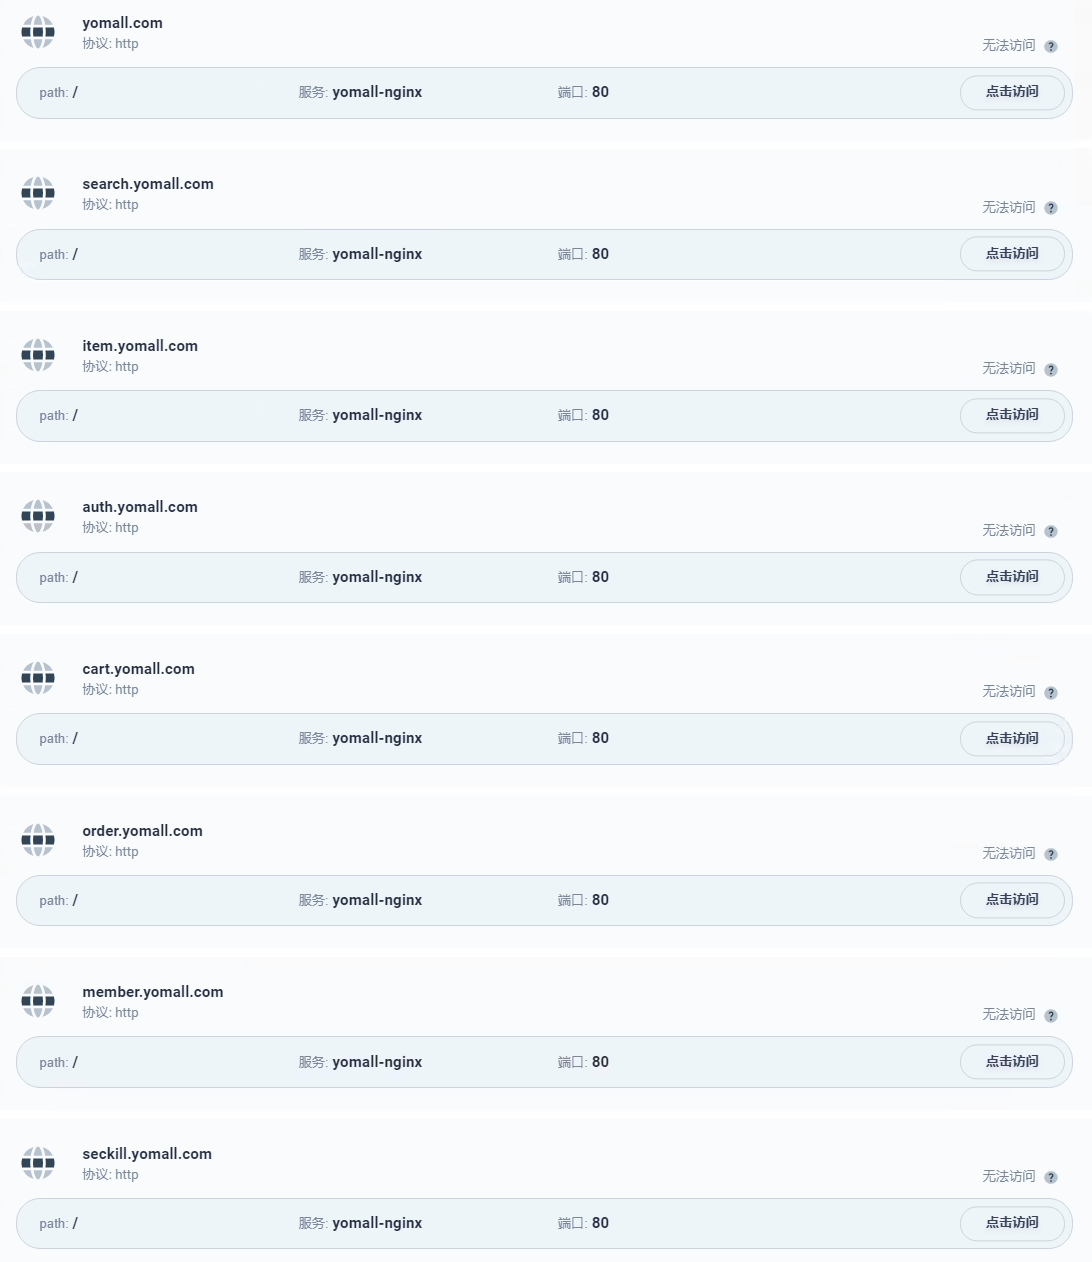 yomall.com
协议: http
无法访问 ?
path: / 服务: yomall-nginx 端口: 80 点击访问
search.yomall.com
协议: http
无法访问 ?
path: / 服务: yomall-nginx 端口: 80 点击访问
item.yomall.com
协议: http
无法访问 ?
path: / 服务: yomall-nginx 端口: 80 点击访问
auth.yomall.com
协议: http
无法访问 ?
path: / 服务: yomall-nginx 端口: 80 点击访问
cart.yomall.com
协议: http
无法访问 ?
path: / 服务: yomall-nginx 端口: 80 点击访问
order.yomall.com
协议: http
无法访问 ?
path: / 服务: yomall-nginx 端口: 80 点击访问
member.yomall.com
协议: http
无法访问 ?
path: / 服务: yomall-nginx 端口: 80 点击访问
seckill.yomall.com
协议: http
无法访问 ?
path: / 服务: yomall-nginx 端口: 80 点击访问